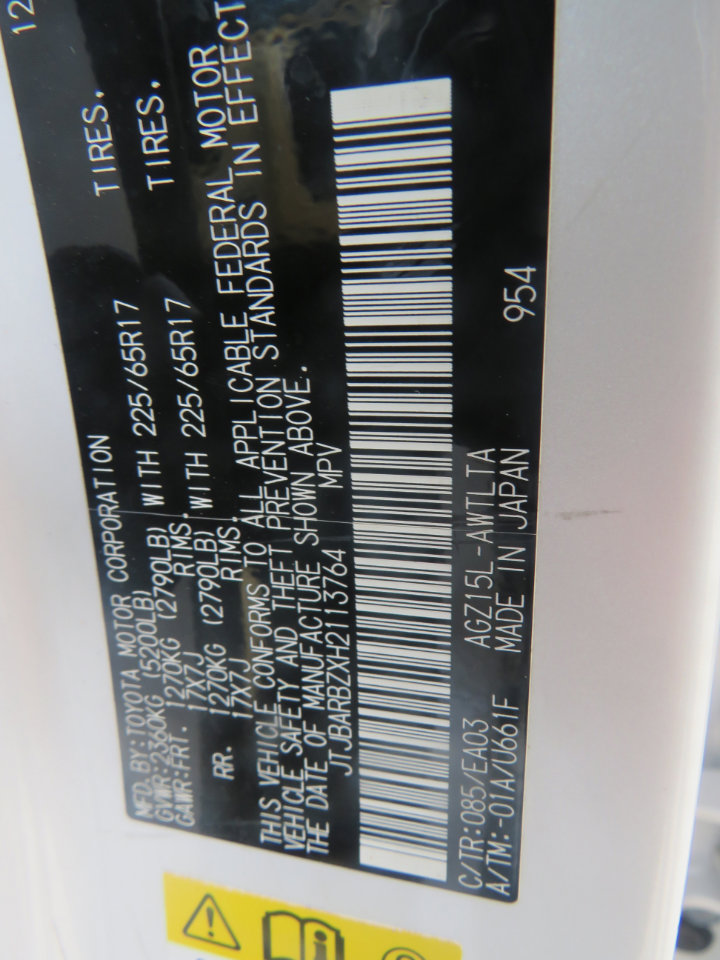 MFD. BY: TOYOTA MOTOR CORPORATION 12
GVWR: 2360KG (5200LB)
GAWR: FRT. 1270KG (2790LB) WITH 225/65R17 TIRES.
17X7J RIMS.
RR. 1270KG (2790LB) WITH 225/65R17 TIRES.
17X7J RIMS.
THIS VEHICLE CONFORMS TO ALL APPLICABLE FEDERAL MOTOR
VEHICLE SAFETY AND THEFT PREVENTION STANDARDS IN EFFECT
THE DATE OF MANUFACTURE SHOWN ABOVE.
JTJBARBZXH2113764 MPV
C/TR: 085/EA03 AGZ15L-AWTLTA 954
A/TM: -01A/U661F MADE IN JAPAN